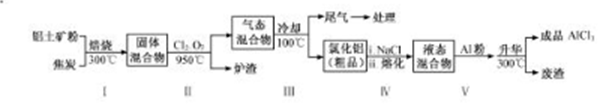 铝土矿粉
焦炭
焙烧
300℃
固体
混合物
Cl₂ O₂
950℃
炉渣
气态
混合物
冷却
100℃
尾气
处理
氯化铝
(粗品)
ⅰ. NaCl
ⅱ. 熔化
液态
混合物
Al粉
升华
300℃
成品 AlCl₃
废渣
Ⅰ
Ⅱ
Ⅲ
Ⅳ
Ⅴ